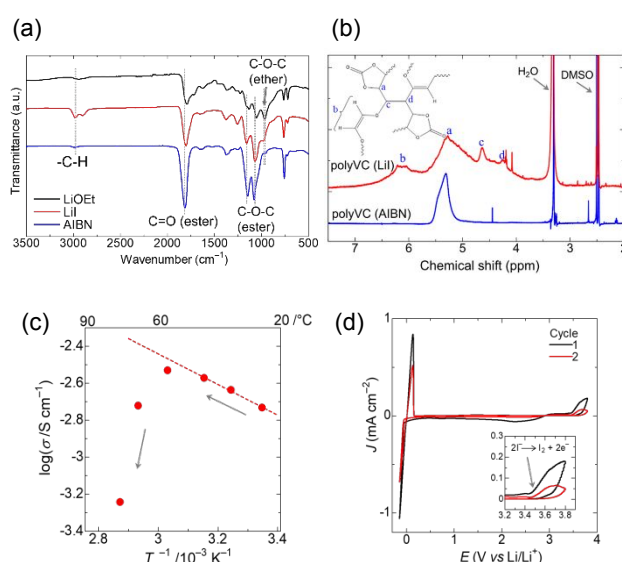 (a)
Transmittance (a.u.)
C-O-C
(ether)
-C-H
C=O (ester)
C-O-C
(ester)
LiOEt
LiI
AIBN
3500 3000 2500 2000 1500 1000 500
Wavenumber (cm⁻¹)
(b)
H₂O
DMSO
a
b
c
d
a
b
c
d
polyVC (LiI)
polyVC (AIBN)
7 6 5 4 3 2
Chemical shift (ppm)
(c)
90 60 20 /°C
log(σ/S cm⁻¹)
-2.4
-2.6
-2.8
-3.0
-3.2
-3.4
2.8 3.0 3.2 3.4
T⁻¹/10⁻³ K⁻¹
(d)
J (mA cm⁻²)
1
0
-1
Cycle
1
2
0.3
0.2
0.1
0
2I⁻→ I₂ + 2e⁻
3.2 3.4 3.6 3.8
0 1 2 3 4
E (V vs Li/Li⁺)